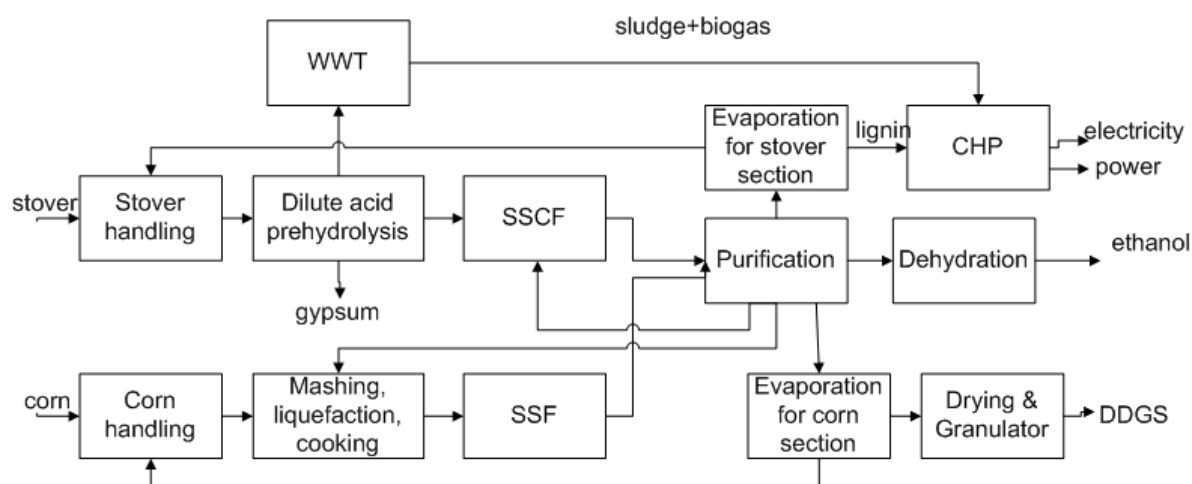 sludge+biogas
WWT
Evaporation
for stover
section
lignin
CHP
electricity
power
stover
Stover
handling
Dilute acid
prehydrolysis
SSCF
Purification
Dehydration
ethanol
gypsum
corn
Corn
handling
Mashing,
liquefaction,
cooking
SSF
Evaporation
for corn
section
Drying &
Granulator
DDGS